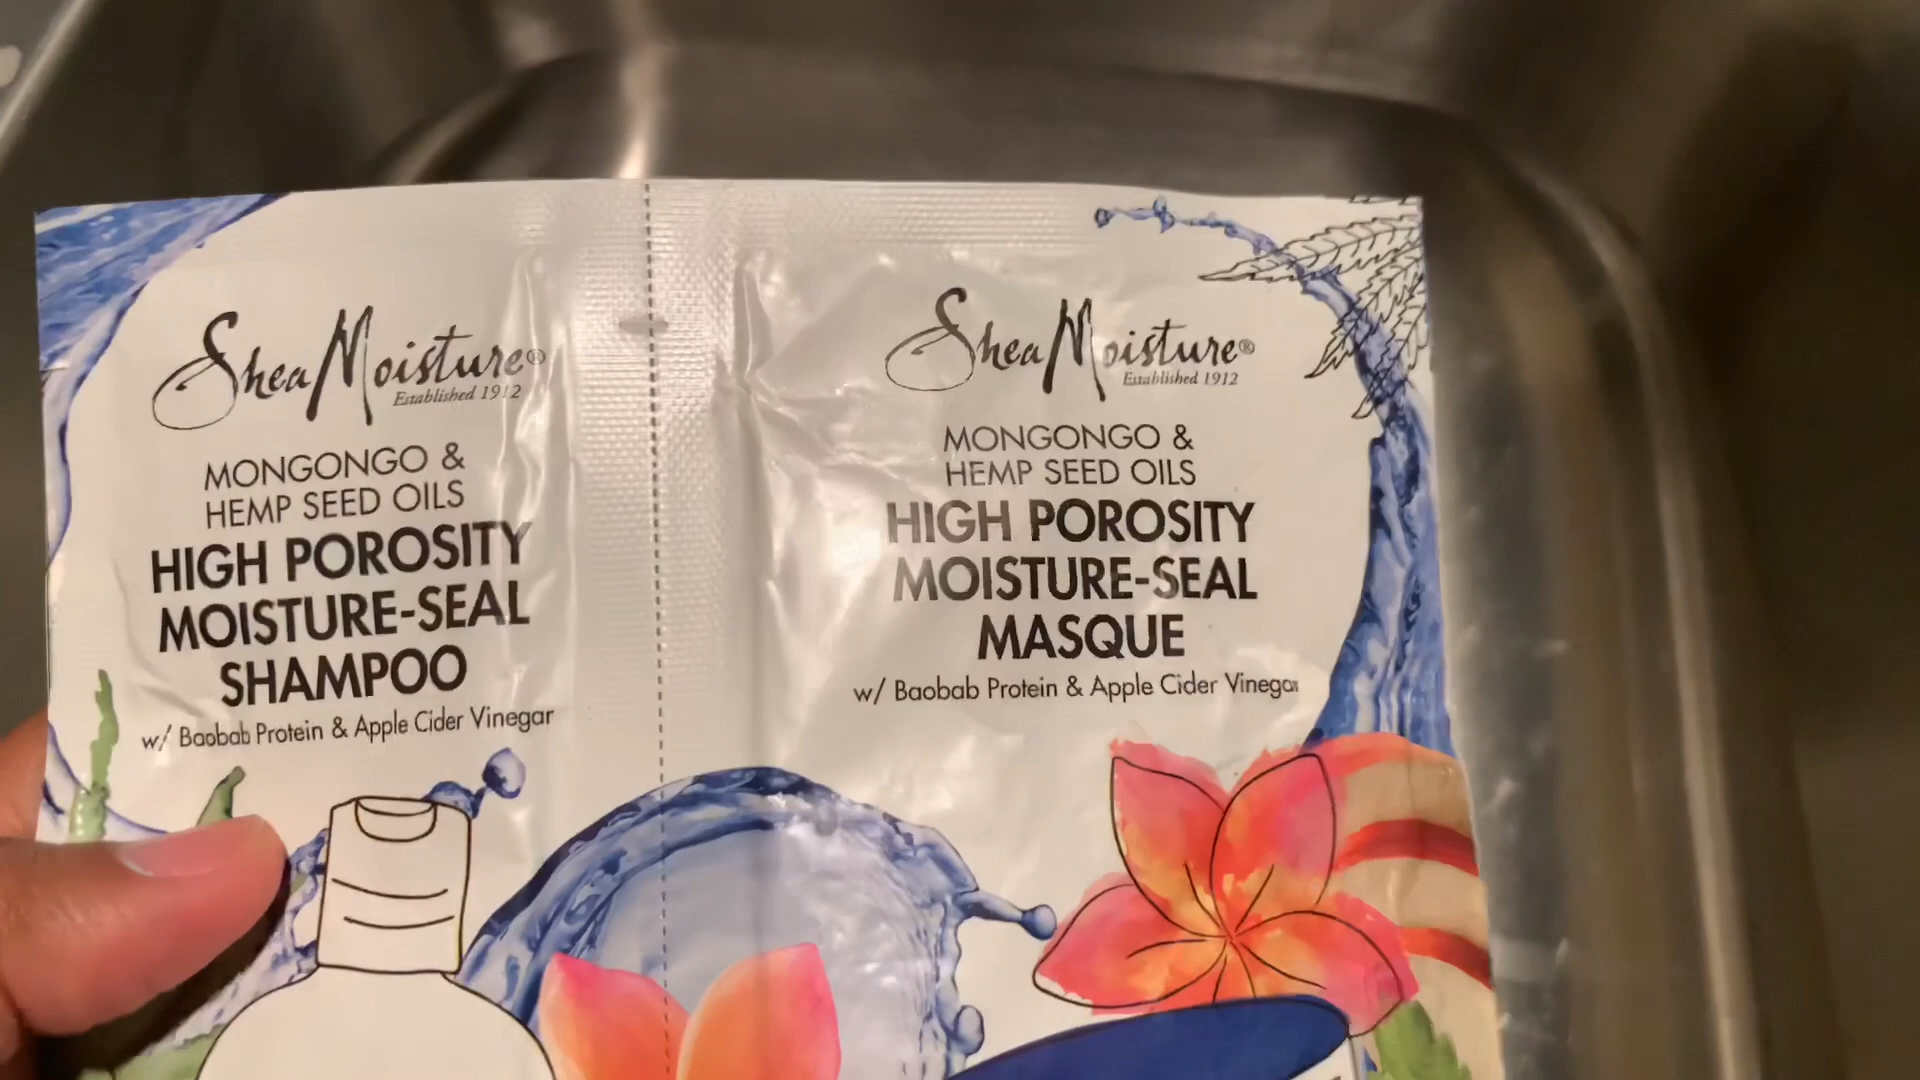 SheaMoisture®
Established 1912
MONGONGO &
HEMP SEED OILS
HIGH POROSITY
MOISTURE-SEAL
SHAMPOO
w/ Baobab Protein & Apple Cider Vinegar
SheaMoisture®
Established 1912
MONGONGO &
HEMP SEED OILS
HIGH POROSITY
MOISTURE-SEAL
MASQUE
w/ Baobab Protein & Apple Cider Vinegar